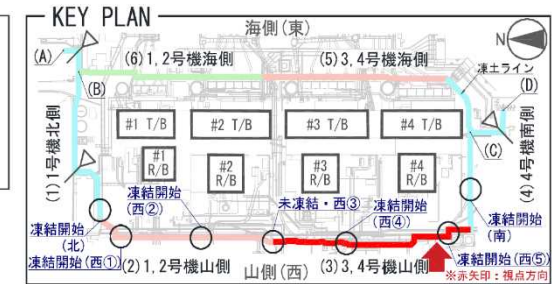 KEY PLAN
海側(東)
N
(A)
(6)1,2号機海側
(5)3,4号機海側
凍土ライン
(B)
(D)
#1 T/B
#2 T/B
#3 T/B
#4 T/B
(1)1号機北側
(C)
(4)4号機南側
#1
R/B
#2
R/B
#3
R/B
#4
R/B
凍結開始
(西②)
未凍結・西③
凍結開始
(西④)
凍結開始
(北)
凍結開始
(南)
凍結開始(西①)
(2)1,2号機山側
(3)3,4号機山側
凍結開始(西⑤)
山側(西)
※赤矢印:視点方向